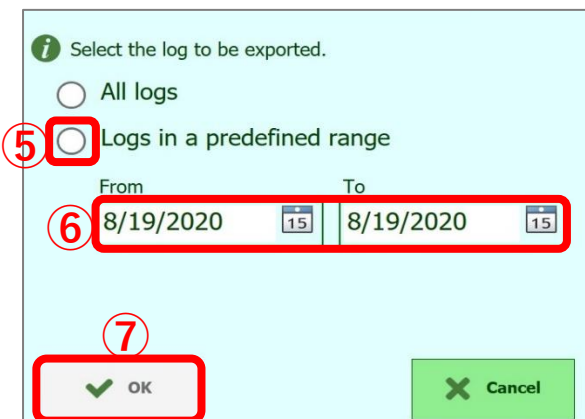 Select the log to be exported.
All logs
⑤ Logs in a predefined range
From To
⑥ 8/19/2020 15 8/19/2020 15
⑦
OK Cancel